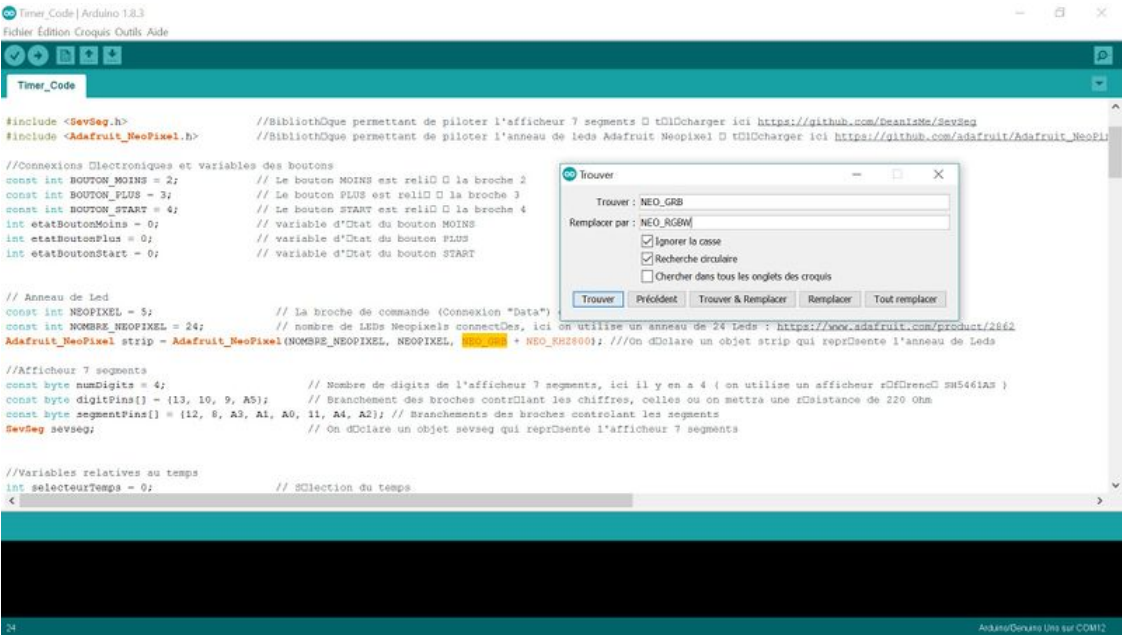 Timer_Code | Arduino 1.8.3
Fichier Édition Croquis Outils Aide
Timer_Code
#include <SevSeg.h> //Biblioth□que permettant de piloter l'afficheur 7 segments □ t□l□charger ici https://github.com/DeanIsMe/SevSeg
#include <Adafruit_NeoPixel.h> //Biblioth□que permettant de piloter l'anneau de leds Adafruit Neopixel □ t□l□charger ici https://github.com/adafruit/Adafruit_NeoPi
//Connexions □lectroniques et variables des boutons
const int BOUTON_MOINS = 2; // Le bouton MOINS est reli□ □ la broche 2
const int BOUTON_PLUS = 3; // Le bouton PLUS est reli□ □ la broche 3
const int BOUTON_START = 4; // Le bouton START est reli□ □ la broche 4
int etatBoutonMoins = 0; // variable d'□tat du bouton MOINS
int etatBoutonPlus = 0; // variable d'□tat du bouton PLUS
int etatBoutonStart = 0; // variable d'□tat du bouton START
// Anneau de Led
const int NEOPIXEL = 5; // La broche de commande (Connexion "Data")
const int NOMBRE_NEOPIXEL = 24; // nombre de LEDs Neopixels connect□es, ici on utilise un anneau de 24 Leds : https://www.adafruit.com/product/2862
Adafruit_NeoPixel strip = Adafruit_NeoPixel(NOMBRE_NEOPIXEL, NEOPIXEL, NEO_GRB + NEO_KHZ800); ///On d□clare un objet strip qui repr□sente l'anneau de Leds
//Afficheur 7 segments
const byte numDigits = 4; // Nombre de digits de l'afficheur 7 segments, ici il y en a 4 ( on utilise un afficheur r□f□renc□ SH5461AS )
const byte digitPins[] = {13, 10, 9, A5}; // Branchement des broches contr□lant les chiffres, celles ou on mettra une r□sistance de 220 Ohm
const byte segmentPins[] = {12, 8, A3, A1, A0, 11, A4, A2}; // Branchements des broches controlant les segments
SevSeg sevseg; // On d□clare un objet sevseg qui repr□sente l'afficheur 7 segments
//Variables relatives au temps
int selecteurTemps = 0; // S□lection du temps
Trouver
Trouver : NEO_GRB
Remplacer par : NEO_RGBW
Ignorer la casse
Recherche circulaire
Chercher dans tous les onglets des croquis
Trouver Précédent Trouver & Remplacer Remplacer Tout remplacer
24 Arduino/Genuino Uno sur COM12